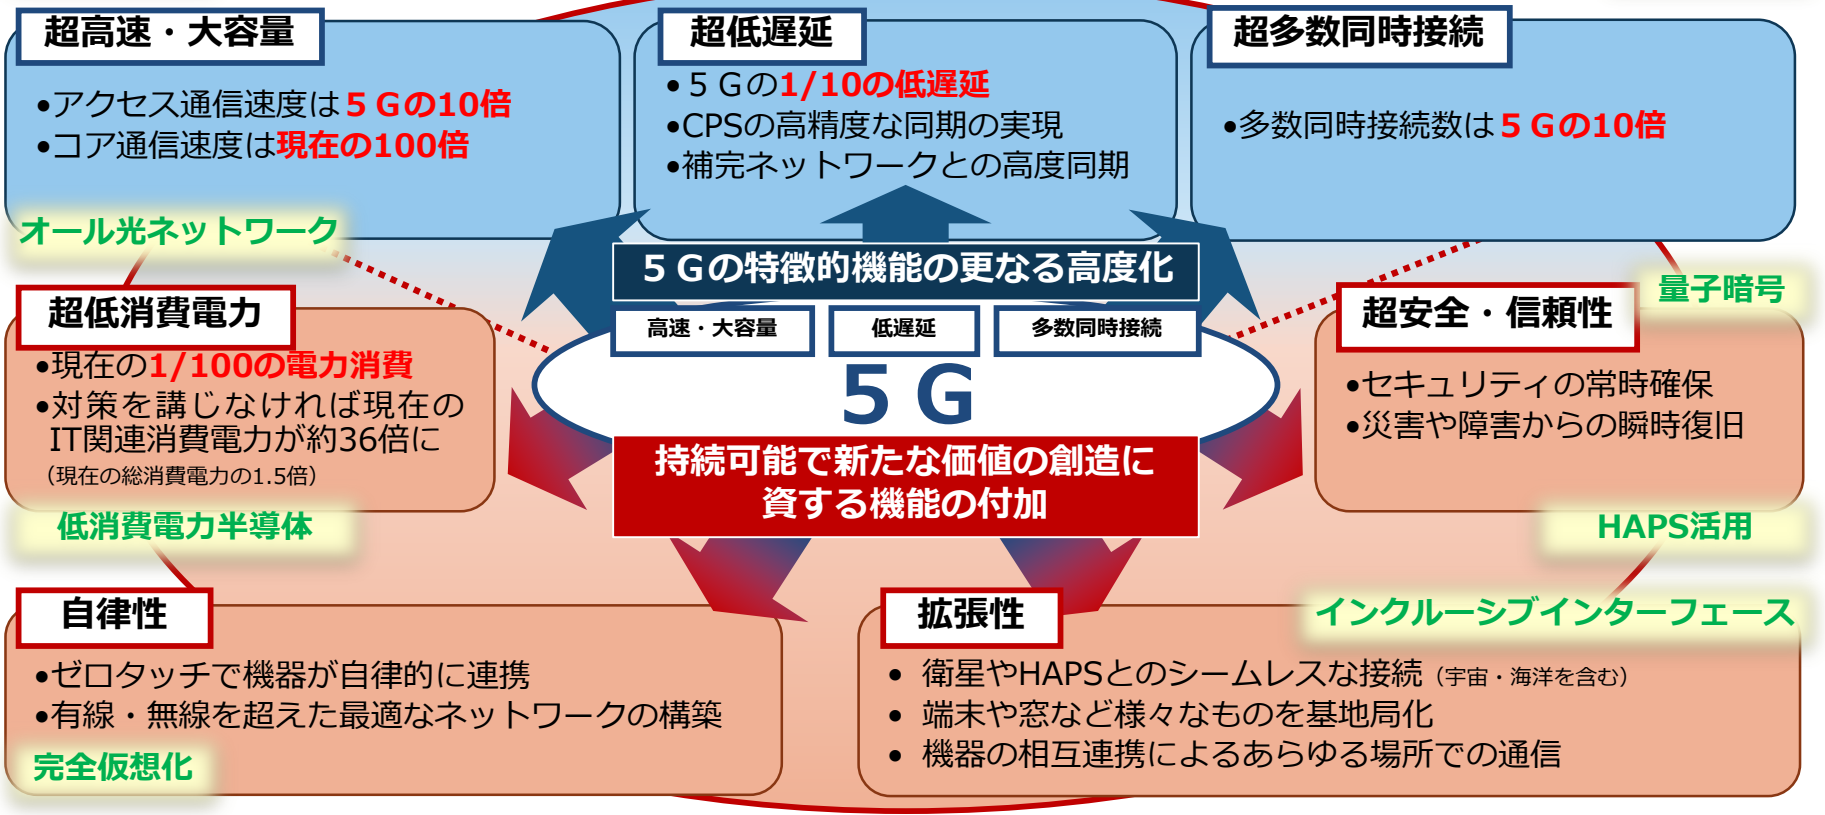 超高速・大容量
•アクセス通信速度は５Ｇの10倍
•コア通信速度は現在の100倍
オール光ネットワーク
超低遅延
•５Ｇの1/10の低遅延
•CPSの高精度な同期の実現
•補完ネットワークとの高度同期
超多数同時接続
•多数同時接続数は５Ｇの10倍
５Ｇの特徴的機能の更なる高度化
高速・大容量
低遅延
多数同時接続
５Ｇ
持続可能で新たな価値の創造に
資する機能の付加
超低消費電力
•現在の1/100の電力消費
•対策を講じなければ現在の
IT関連消費電力が約36倍に
（現在の総消費電力の1.5倍）
低消費電力半導体
量子暗号
超安全・信頼性
•セキュリティの常時確保
•災害や障害からの瞬時復旧
HAPS活用
自律性
•ゼロタッチで機器が自律的に連携
•有線・無線を超えた最適なネットワークの構築
完全仮想化
拡張性
インクルーシブインターフェース
• 衛星やHAPSとのシームレスな接続（宇宙・海洋を含む）
• 端末や窓など様々なものを基地局化
• 機器の相互連携によるあらゆる場所での通信